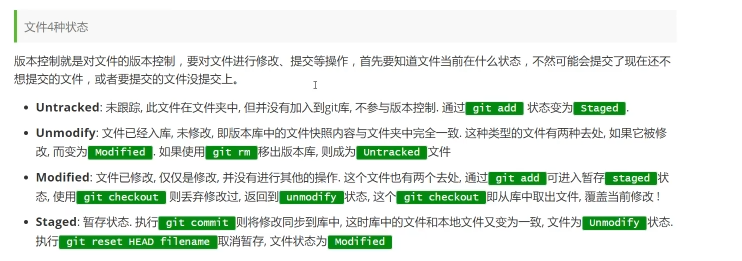 文件4种状态
版本控制就是对文件的版本控制，要对文件进行修改、提交等操作，首先要知道文件当前在什么状态，不然可能会提交了现在还不
想提交的文件，或者要提交的文件没提交上。
• Untracked: 未跟踪, 此文件在文件夹中, 但并没有加入到git库, 不参与版本控制. 通过 git add 状态变为 Staged .
• Unmodify: 文件已经入库, 未修改, 即版本库中的文件快照内容与文件夹中完全一致. 这种类型的文件有两种去处, 如果它被修
改, 而变为 Modified . 如果使用 git rm 移出版本库, 则成为 Untracked 文件
• Modified: 文件已修改, 仅仅是修改, 并没有进行其他的操作. 这个文件也有两个去处, 通过 git add 可进入暂存 staged 状
态, 使用 git checkout 则丢弃修改过, 返回到 unmodify 状态, 这个 git checkout 即从库中取出文件, 覆盖当前修改 !
• Staged: 暂存状态. 执行 git commit 则将修改同步到库中, 这时库中的文件和本地文件又变为一致, 文件为 Unmodify 状态.
执行 git reset HEAD filename 取消暂存, 文件状态为 Modified